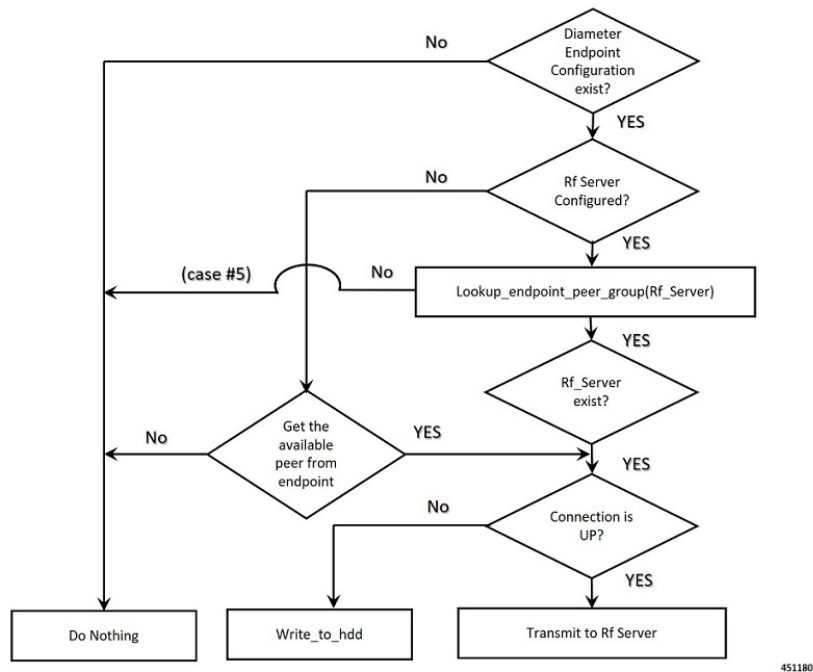 Diameter
Endpoint
Configuration
exist?
No
YES
Rf Server
Configured?
No
YES
(case #5)
No
Lookup_endpoint_peer_group(Rf_Server)
YES
Rf_Server
exist?
Get the
available
peer from
endpoint
No
YES
YES
Connection is
UP?
No
YES
Do Nothing
Write_to_hdd
Transmit to Rf Server
451180